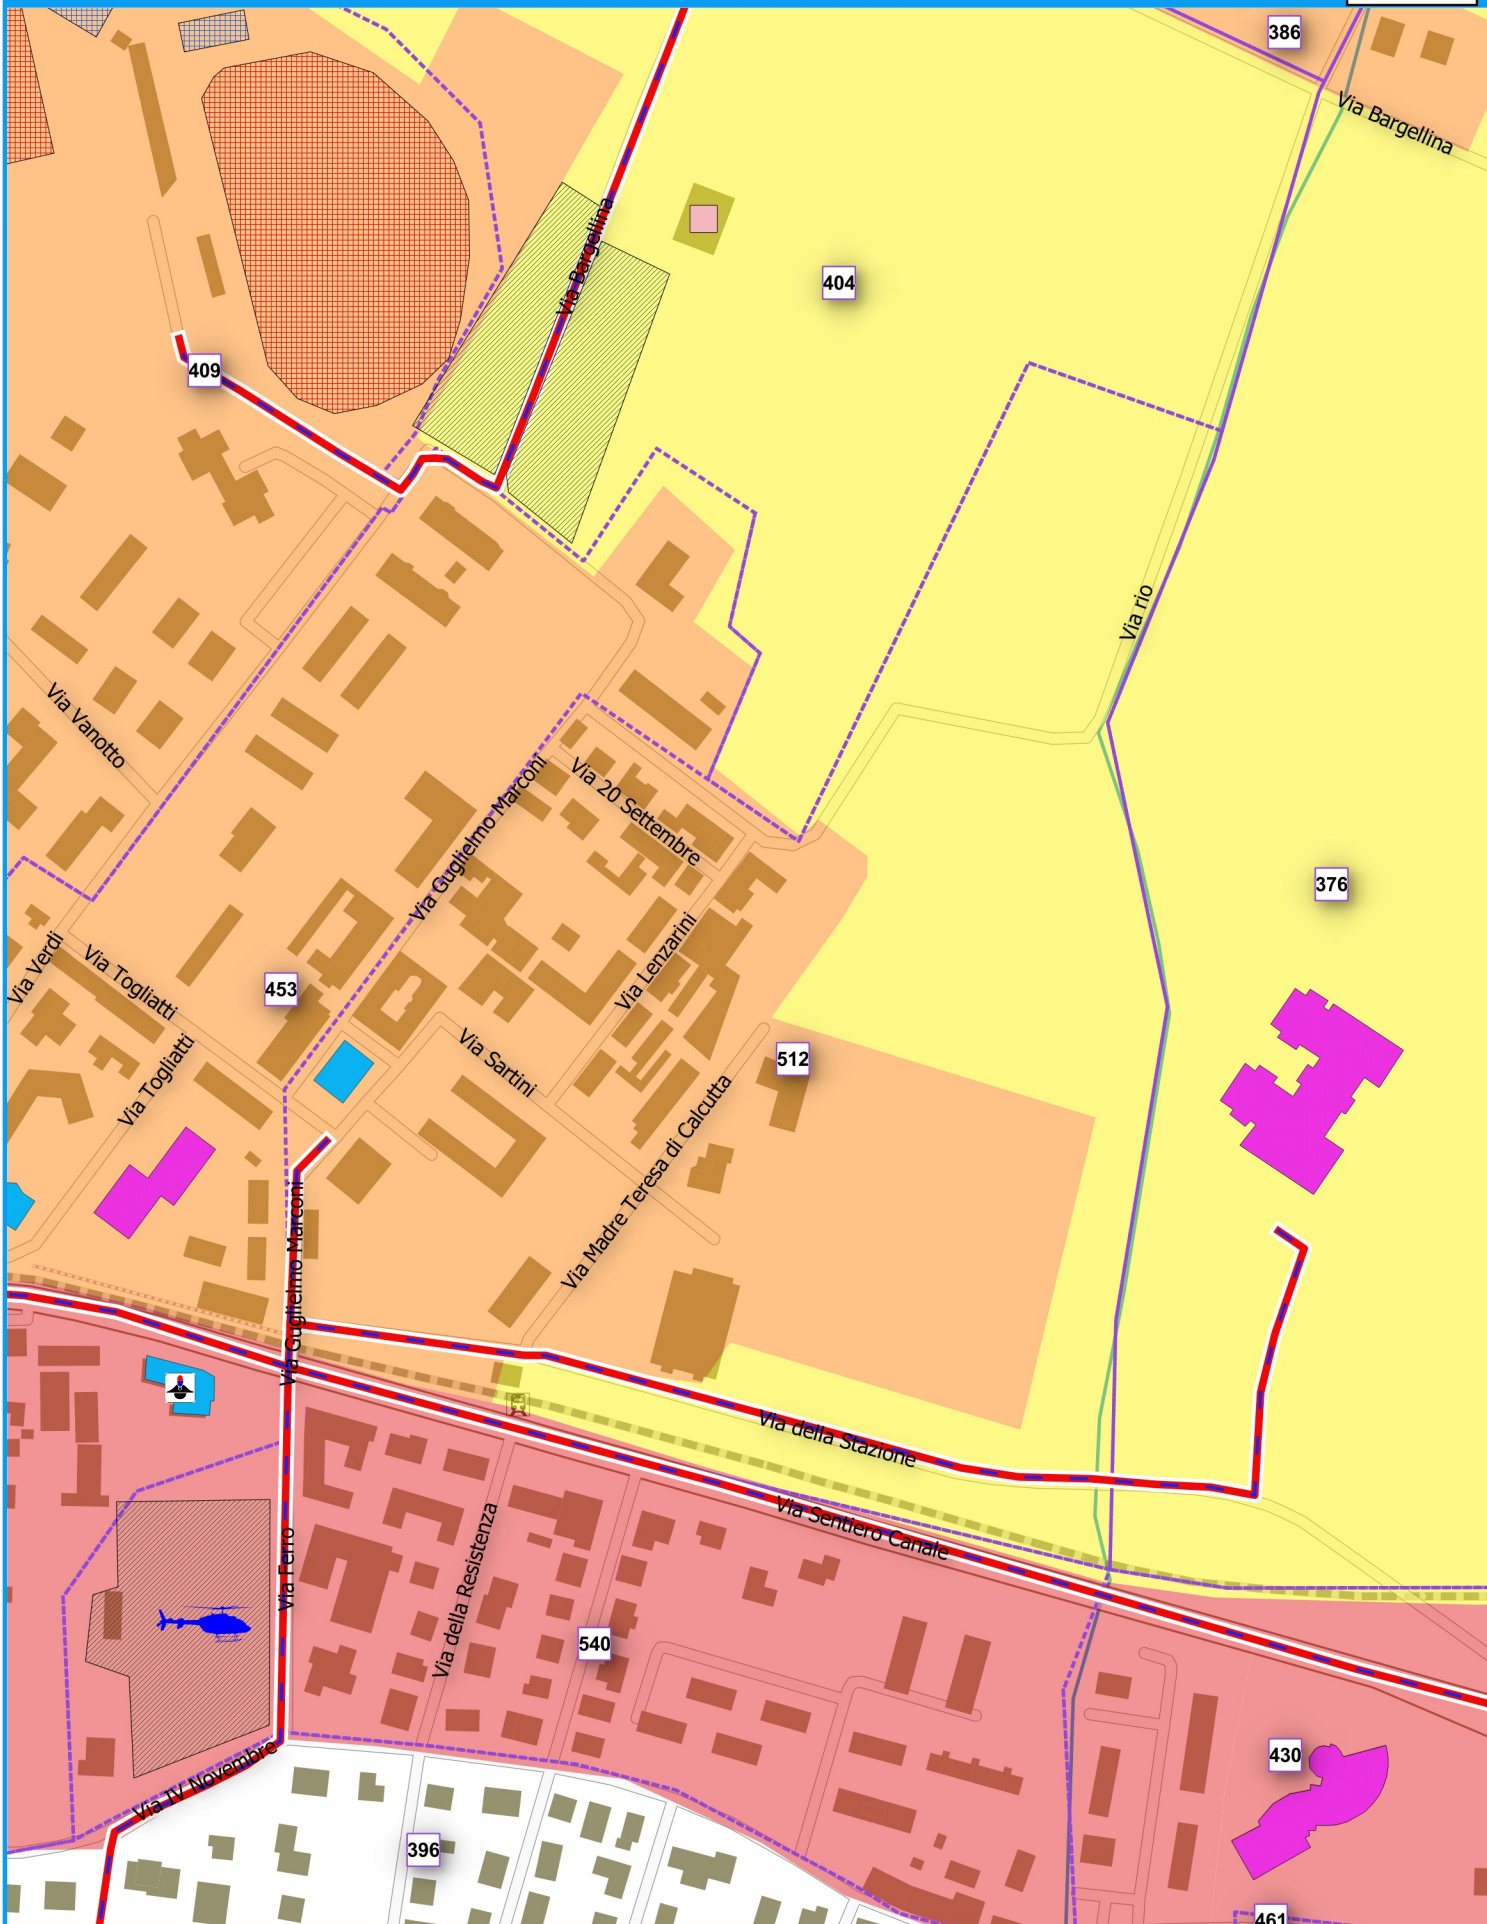 386
Via Bargellina
Via Bargellina
404
409
Via rio
Via Vanotto
Via Guglielmo Marconi
Via 20 Settembre
376
Via Verdi
Via Togliatti
453
Via Lenzarini
Via Togliatti
Via Sartini
512
Via Madre Teresa di Calcutta
Via Guglielmo Marconi
Via della Stazione
Via Sentiero Canale
Via Ferro
Via della Resistenza
540
430
Via IV Novembre
396
461